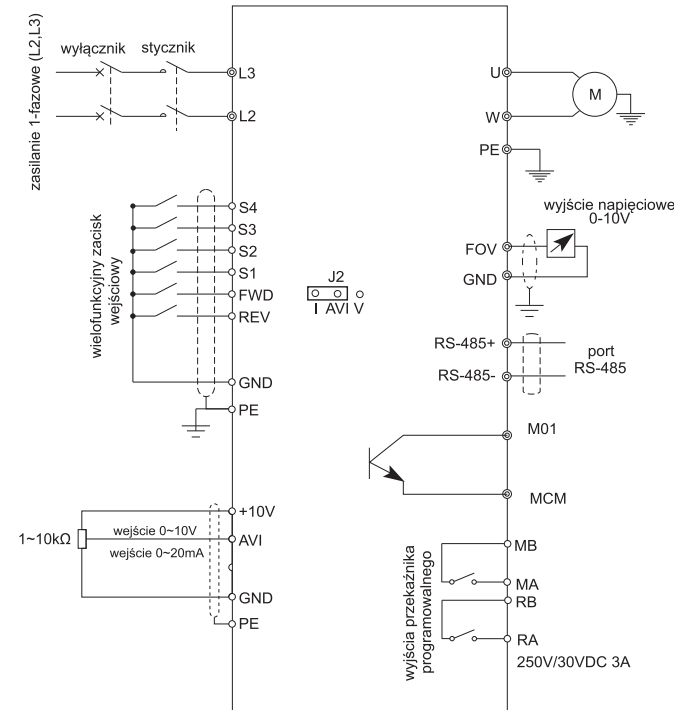 zasilanie 1-fazowe (L2,L3)
wyłącznik
stycznik
L3
L2
wielofunkcyjny zacisk
wejściowy
S4
S3
S2
S1
FWD
REV
GND
PE
J2
I AVI V
1~10kΩ
wejście 0~10V
wejście 0~20mA
+10V
AVI
GND
PE
U
M
W
PE
wyjście napięciowe
0-10V
FOV
GND
RS-485+
RS-485-
port
RS-485
M01
MCM
wyjścia przekaźnika
programowalnego
MB
MA
RB
RA
250V/30VDC 3A